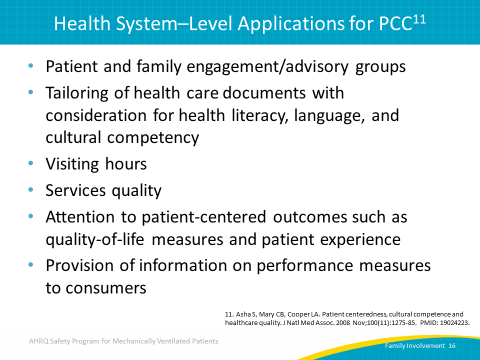 Health System–Level Applications for PCC11
• Patient and family engagement/advisory groups
• Tailoring of health care documents with
consideration for health literacy, language, and
cultural competency
• Visiting hours
• Services quality
• Attention to patient-centered outcomes such as
quality-of-life measures and patient experience
• Provision of information on performance measures
to consumers
11. Asha S, Mary CB, Cooper LA. Patient centeredness, cultural competence and
healthcare quality. J Natl Med Assoc. 2008 Nov;100(11):1275-85. PMID: 19024223.
AHRQ Safety Program for Mechanically Ventilated Patients
Family Involvement 16